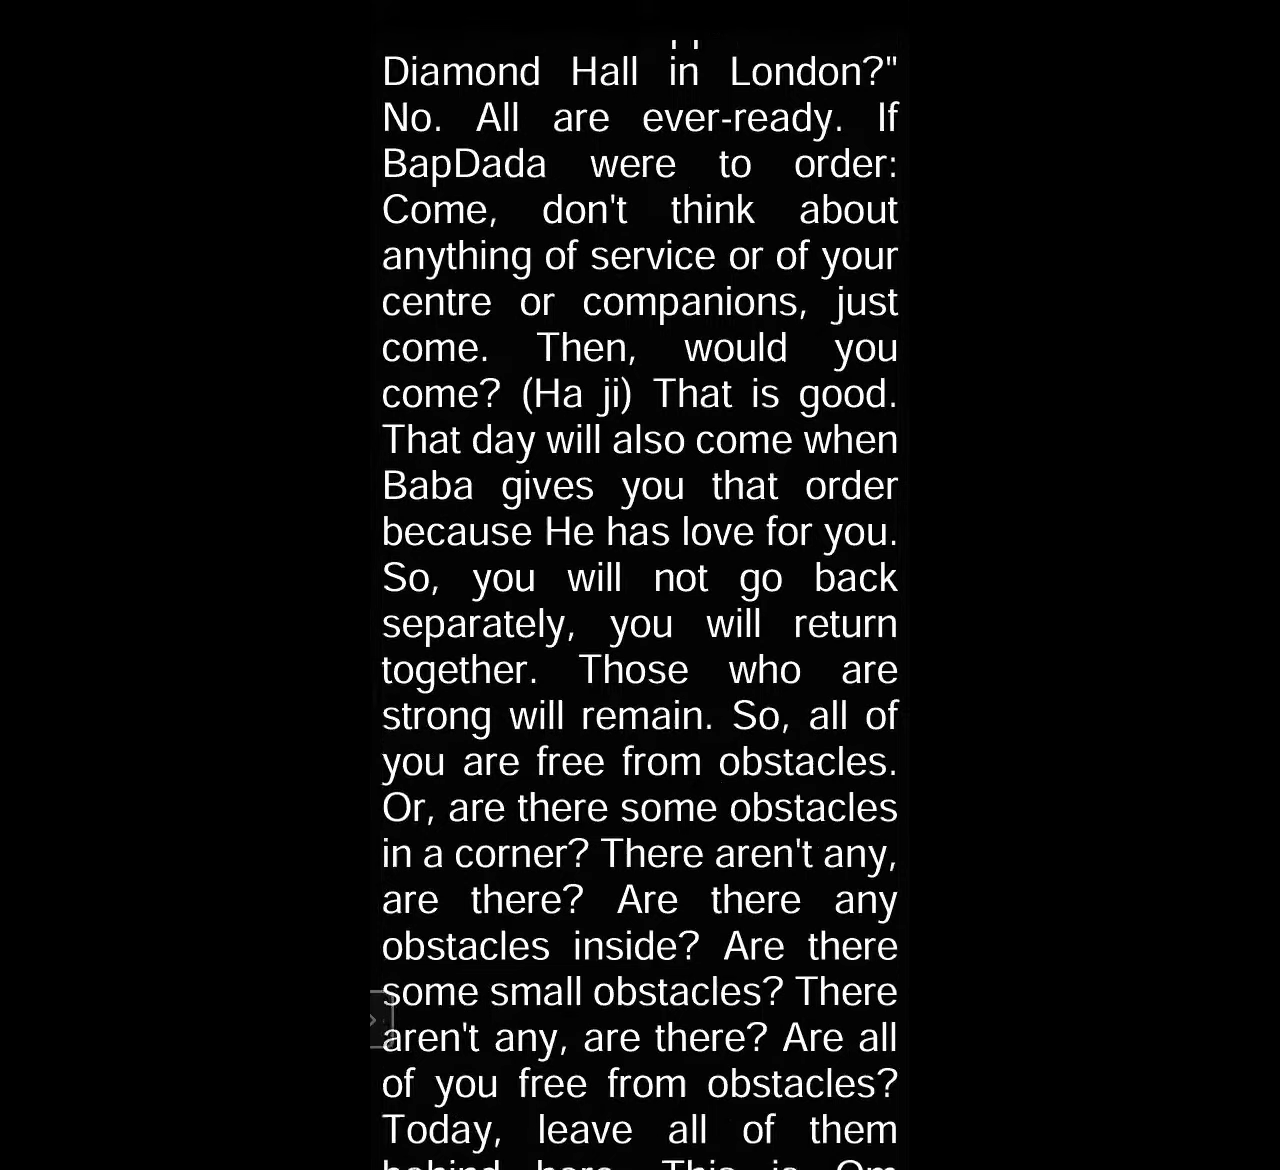 Diamond Hall in London?"
No. All are ever-ready. If
BapDada were to order:
Come, don't think about
anything of service or of your
centre or companions, just
come. Then, would you
come? (Ha ji) That is good.
That day will also come when
Baba gives you that order
because He has love for you.
So, you will not go back
separately, you will return
together. Those who are
strong will remain. So, all of
you are free from obstacles.
Or, are there some obstacles
in a corner? There aren't any,
are there? Are there any
obstacles inside? Are there
some small obstacles? There
aren't any, are there? Are all
of you free from obstacles?
Today, leave all of them
behind here. This is Om